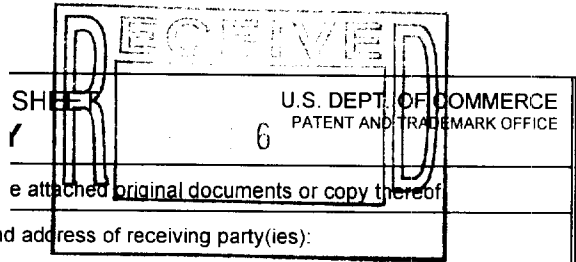 RECEIVED
SHEET
U.S. DEPT. OF COMMERCE
Y
PATENT AND TRADEMARK OFFICE
6
e attached original documents or copy thereof
nd address of receiving party(ies):